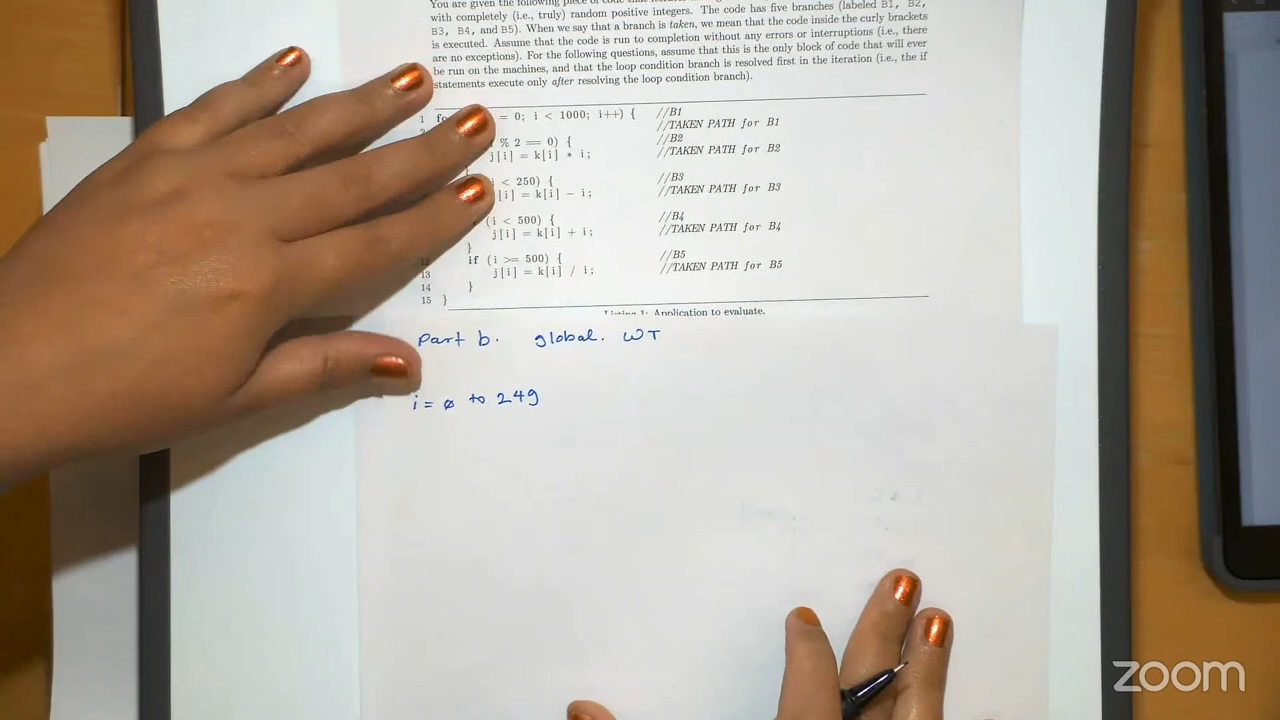 You are given the following piece of code that iterates
with completely (i.e., truly) random positive integers. The code has five branches (labeled B1, B2,
B3, B4, and B5). When we say that a branch is taken, we mean that the code inside the curly brackets
is executed. Assume that the code is run to completion without any errors or interruptions (i.e., there
are no exceptions). For the following questions, assume that this is the only block of code that will ever
be run on the machines, and that the loop condition branch is resolved first in the iteration (i.e., the if
statements execute only after resolving the loop condition branch).
1 fo = 0; i < 1000; i++) { //B1
//TAKEN PATH for B1
% 2 == 0) { //B2
j[i] = k[i] * i; //TAKEN PATH for B2
< 250) { //B3
[i] = k[i] - i; //TAKEN PATH for B3
(i < 500) { //B4
j[i] = k[i] + i; //TAKEN PATH for B4
}
12 if (i >= 500) { //B5
13 j[i] = k[i] / i; //TAKEN PATH for B5
14 }
15 }
Listing 1: Application to evaluate.
Part b. global. WT
i = ø to 249
zoom